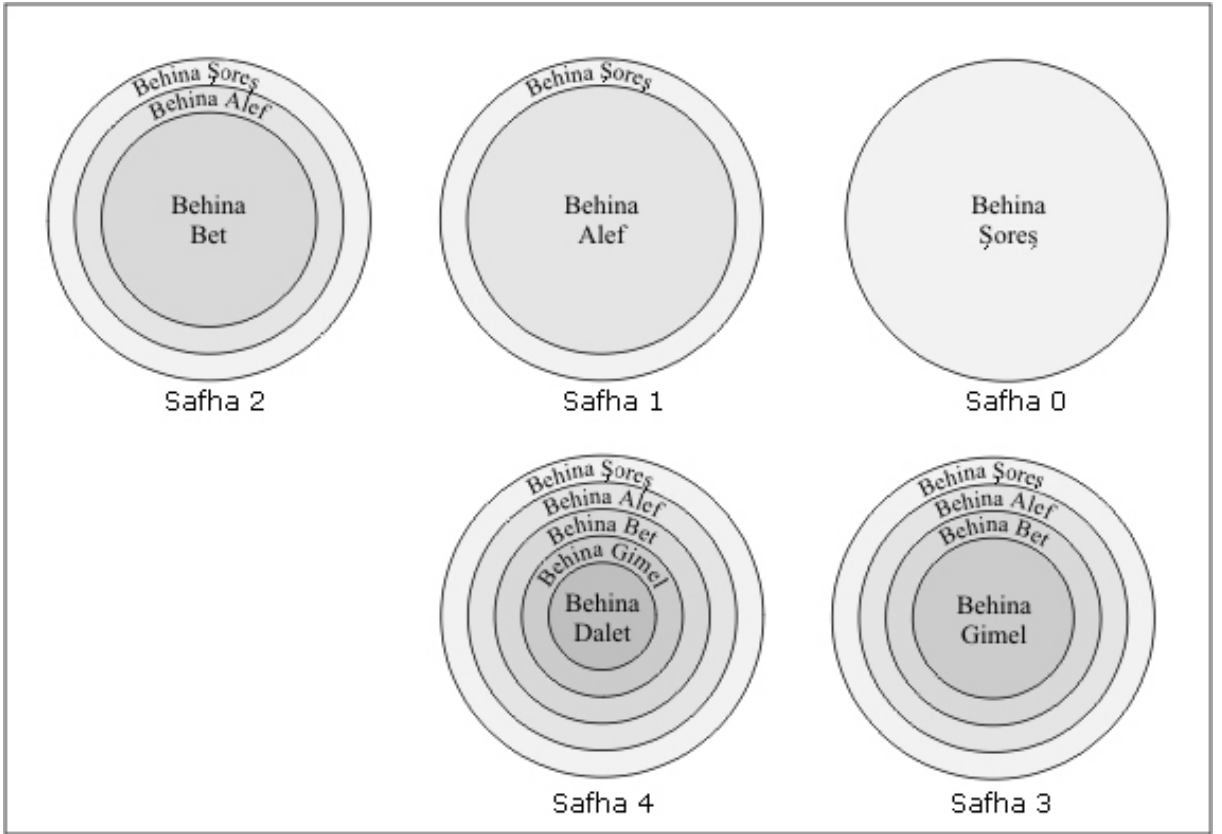 Behina Şoreş
Behina Alef
Behina
Bet
Safha 2
Behina Şoreş
Behina
Alef
Safha 1
Behina
Şoreş
Safha 0
Behina Şoreş
Behina Alef
Behina Bet
Behina Gimel
Behina
Dalet
Safha 4
Behina Şoreş
Behina Alef
Behina Bet
Behina
Gimel
Safha 3